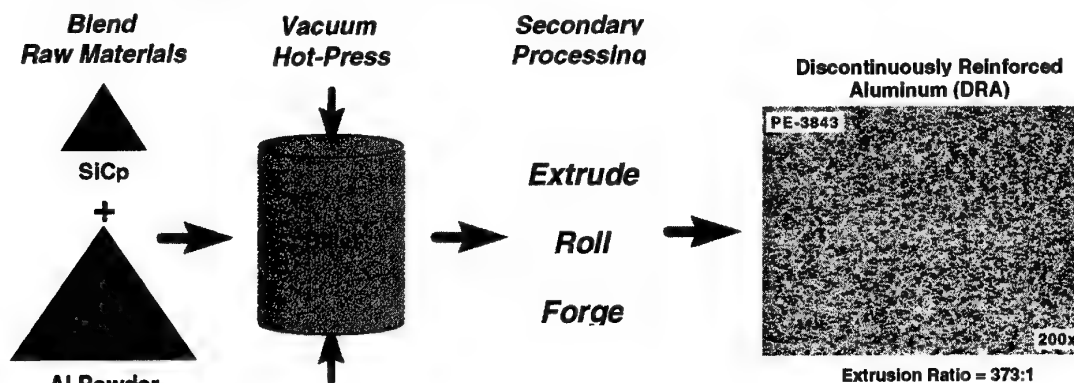 Blend
Raw Materials
SiCp
+
Al Powder
Vacuum
Hot-Press
Secondary
Processing
Extrude
Roll
Forge
Discontinuously Reinforced
Aluminum (DRA)
PE-3843
200x
Extrusion Ratio = 373:1